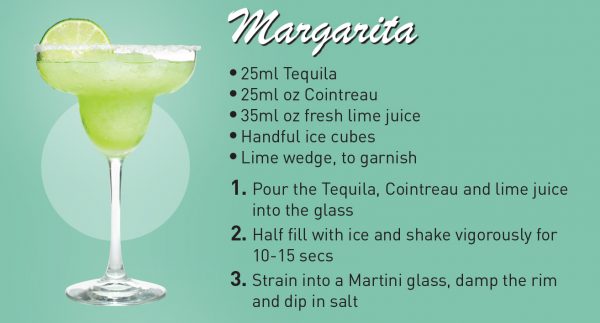 Margarita
• 25ml Tequila
• 25ml oz Cointreau
• 35ml oz fresh lime juice
• Handful ice cubes
• Lime wedge, to garnish
1. Pour the Tequila, Cointreau and lime juice
into the glass
2. Half fill with ice and shake vigorously for
10-15 secs
3. Strain into a Martini glass, damp the rim
and dip in salt